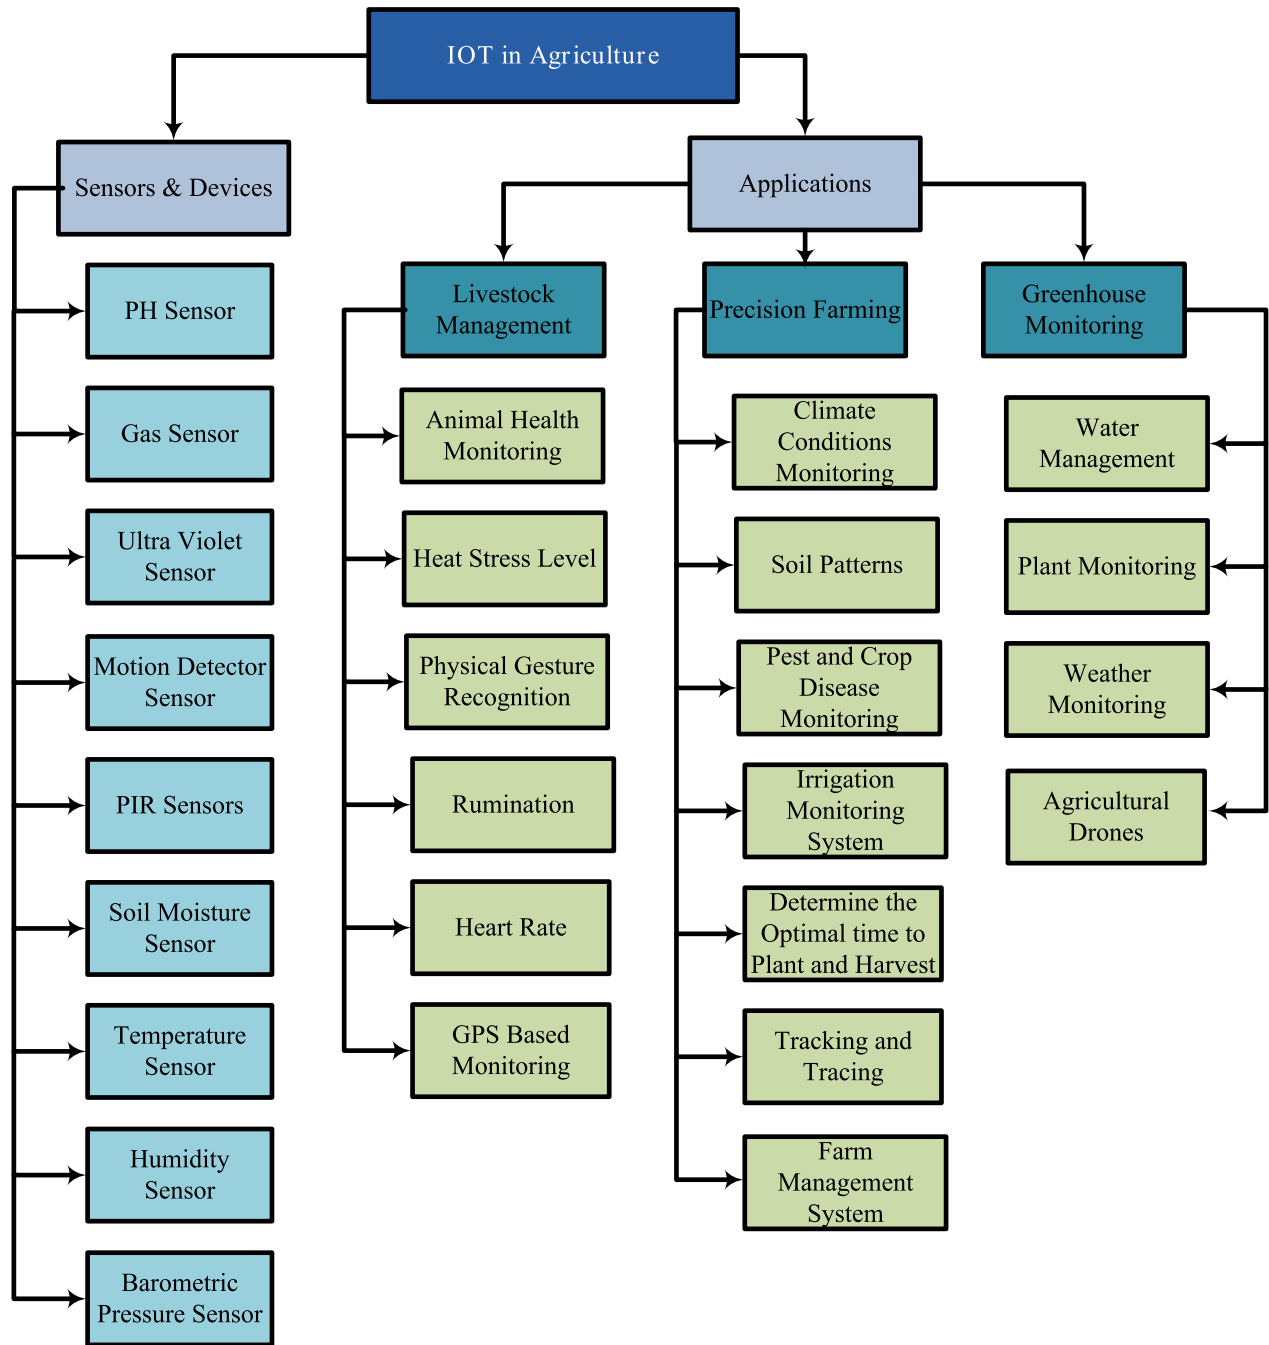 IOT in Agriculture
Sensors & Devices
Applications
PH Sensor
Gas Sensor
Ultra Violet
Sensor
Motion Detector
Sensor
PIR Sensors
Soil Moisture
Sensor
Temperature
Sensor
Humidity
Sensor
Barometric
Pressure Sensor
Livestock
Management
Animal Health
Monitoring
Heat Stress Level
Physical Gesture
Recognition
Rumination
Heart Rate
GPS Based
Monitoring
Precision Farming
Climate
Conditions
Monitoring
Soil Patterns
Pest and Crop
Disease
Monitoring
Irrigation
Monitoring
System
Determine the
Optimal time to
Plant and Harvest
Tracking and
Tracing
Farm
Management
System
Greenhouse
Monitoring
Water
Management
Plant Monitoring
Weather
Monitoring
Agricultural
Drones